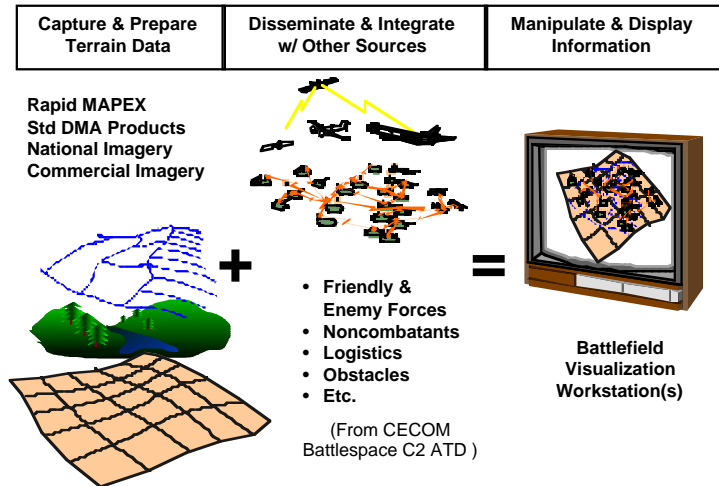 Capture & Prepare
Terrain Data
Disseminate & Integrate
w/ Other Sources
Manipulate & Display
Information
Rapid MAPEX
Std DMA Products
National Imagery
Commercial Imagery
+
=
• Friendly &
Enemy Forces
• Noncombatants
• Logistics
• Obstacles
• Etc.
(From CECOM
Battlespace C2 ATD )
Battlefield
Visualization
Workstation(s)